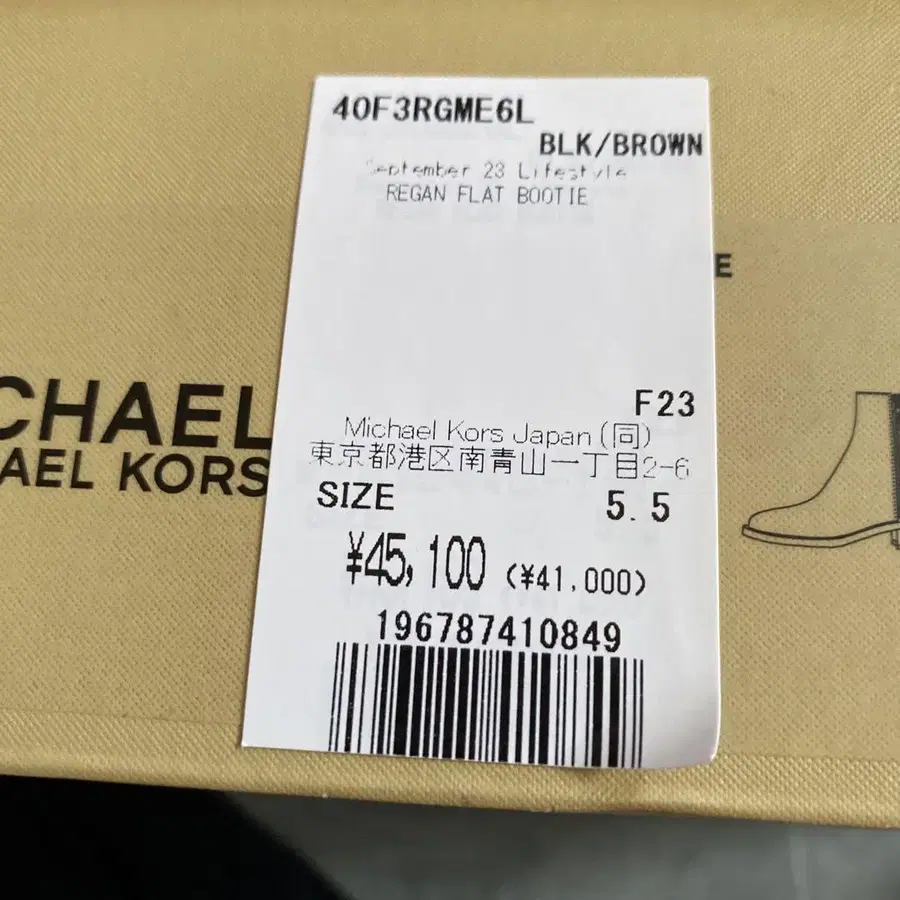 40F3RGME6L
BLK/BROWN
September 23 Lifestyle
REGAN FLAT BOOTIE
E
F23
Michael Kors Japan (同)
東京都港区南青山一丁目2-6
SIZE 5.5
¥45,100 (¥41,000)
196787410849
CHAEL
AEL KORS